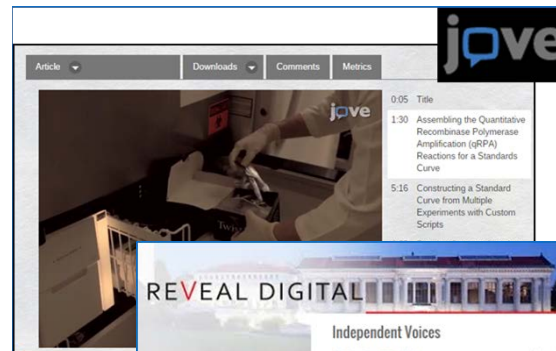 jove
Article
Downloads
Comments
Metrics
jove
0:05 Title
1:30 Assembling the Quantitative
Recombinase Polymerase
Amplification (qRPA)
Reactions for a Standards
Curve
5:16 Constructing a Standard
Curve from Multiple
Experiments with Custom
Scripts
Twis
REVEAL DIGITAL
Independent Voices